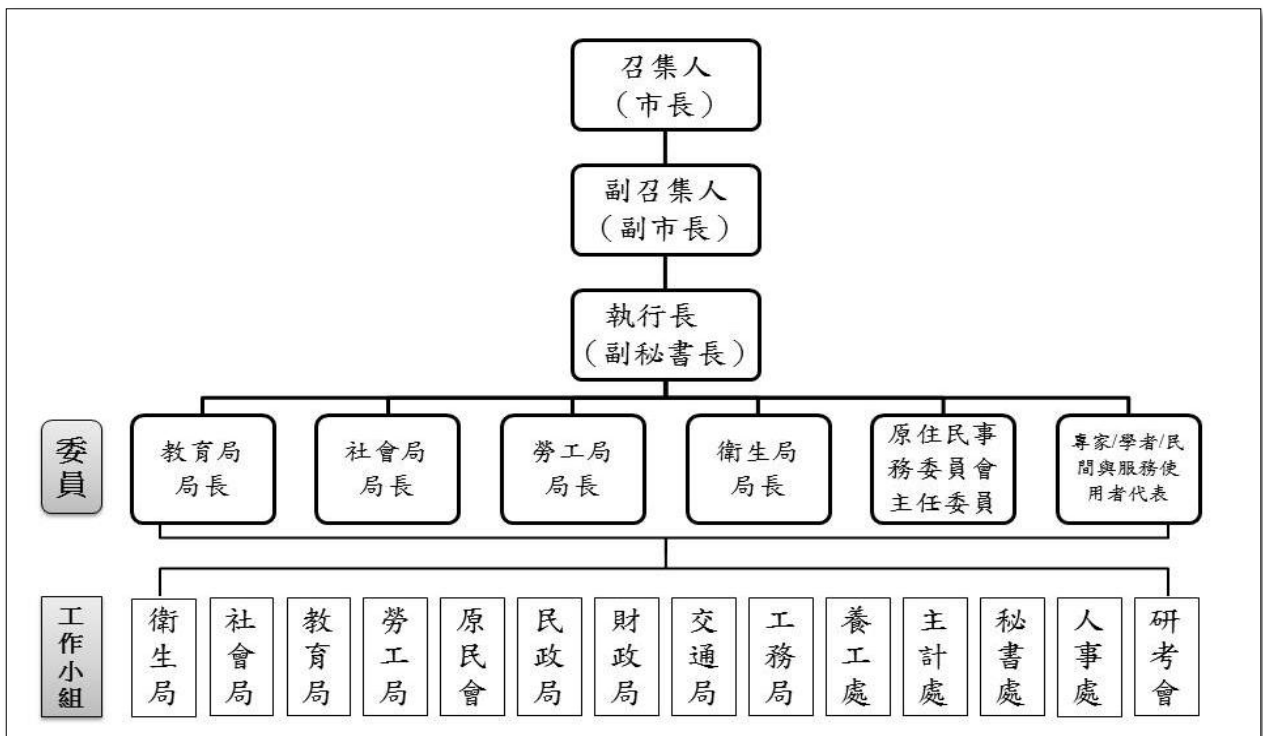 召集人
（市長）
副召集人
（副市長）
執行長
（副秘書長）
委員
教育局
局長
社會局
局長
勞工局
局長
衛生局
局長
原住民事
務委員會
主任委員
專家/學者/民
間與服務使
用者代表
工作小組
衛生局
社會局
教育局
勞工局
原民會
民政局
財政局
交通局
工務局
養工處
主計處
秘書處
人事處
研考會